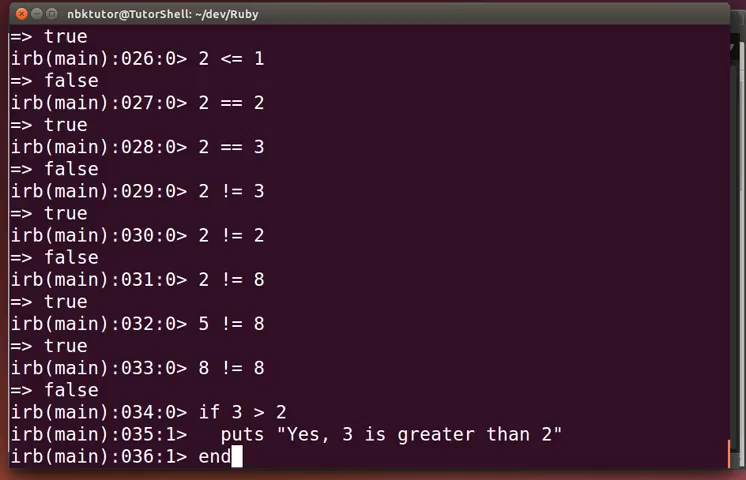 nbktutor@TutorShell: ~/dev/Ruby
=> true
irb(main):026:0> 2 <= 1
=> false
irb(main):027:0> 2 == 2
=> true
irb(main):028:0> 2 == 3
=> false
irb(main):029:0> 2 != 3
=> true
irb(main):030:0> 2 != 2
=> false
irb(main):031:0> 2 != 8
=> true
irb(main):032:0> 5 != 8
=> true
irb(main):033:0> 8 != 8
=> false
irb(main):034:0> if 3 > 2
irb(main):035:1>   puts "Yes, 3 is greater than 2"
irb(main):036:1> end